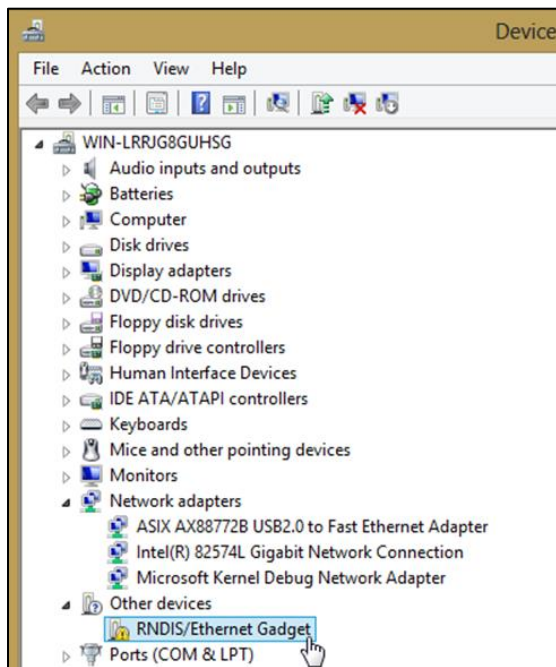 Device
File Action View Help
WIN-LRRJG8GUHSG
Audio inputs and outputs
Batteries
Computer
Disk drives
Display adapters
DVD/CD-ROM drives
Floppy disk drives
Floppy drive controllers
Human Interface Devices
IDE ATA/ATAPI controllers
Keyboards
Mice and other pointing devices
Monitors
Network adapters
ASIX AX88772B USB2.0 to Fast Ethernet Adapter
Intel(R) 82574L Gigabit Network Connection
Microsoft Kernel Debug Network Adapter
Other devices
RNDIS/Ethernet Gadget
Ports (COM & LPT)